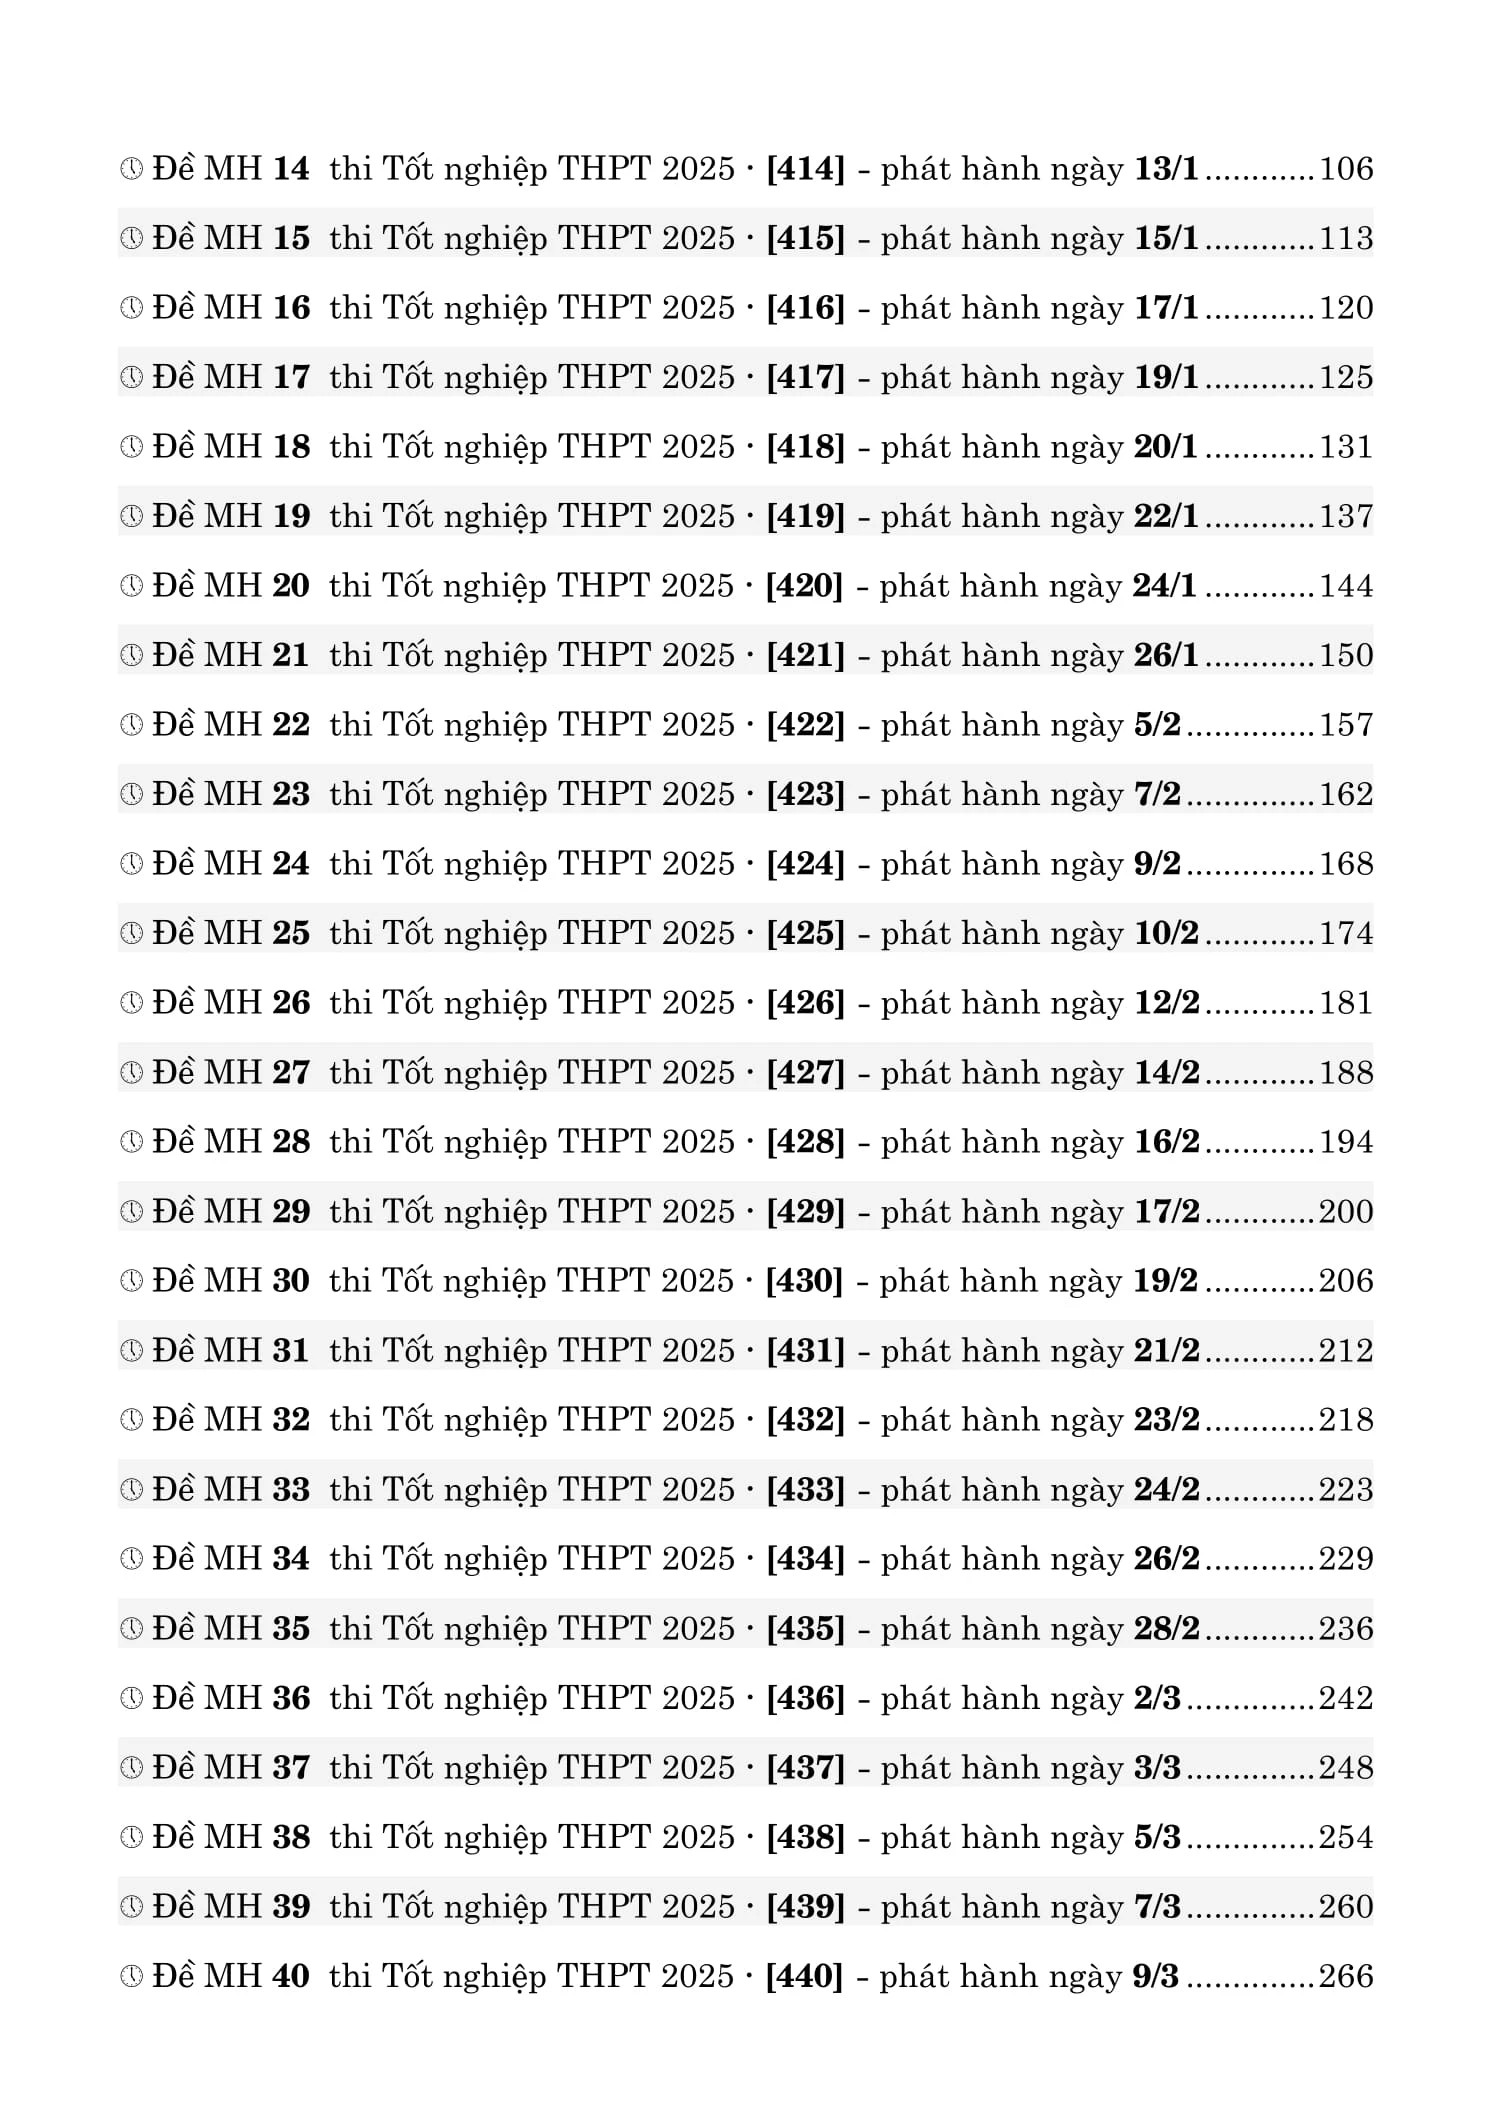 🕔 Đề MH 14 thi Tốt nghiệp THPT 2025 · [414] - phát hành ngày 13/1............106
🕔 Đề MH 15 thi Tốt nghiệp THPT 2025 · [415] - phát hành ngày 15/1............113
🕔 Đề MH 16 thi Tốt nghiệp THPT 2025 · [416] - phát hành ngày 17/1............120
🕔 Đề MH 17 thi Tốt nghiệp THPT 2025 · [417] - phát hành ngày 19/1............125
🕔 Đề MH 18 thi Tốt nghiệp THPT 2025 · [418] - phát hành ngày 20/1............131
🕔 Đề MH 19 thi Tốt nghiệp THPT 2025 · [419] - phát hành ngày 22/1............137
🕔 Đề MH 20 thi Tốt nghiệp THPT 2025 · [420] - phát hành ngày 24/1............144
🕔 Đề MH 21 thi Tốt nghiệp THPT 2025 · [421] - phát hành ngày 26/1............150
🕔 Đề MH 22 thi Tốt nghiệp THPT 2025 · [422] - phát hành ngày 5/2..............157
🕔 Đề MH 23 thi Tốt nghiệp THPT 2025 · [423] - phát hành ngày 7/2..............162
🕔 Đề MH 24 thi Tốt nghiệp THPT 2025 · [424] - phát hành ngày 9/2..............168
🕔 Đề MH 25 thi Tốt nghiệp THPT 2025 · [425] - phát hành ngày 10/2............174
🕔 Đề MH 26 thi Tốt nghiệp THPT 2025 · [426] - phát hành ngày 12/2............181
🕔 Đề MH 27 thi Tốt nghiệp THPT 2025 · [427] - phát hành ngày 14/2............188
🕔 Đề MH 28 thi Tốt nghiệp THPT 2025 · [428] - phát hành ngày 16/2............194
🕔 Đề MH 29 thi Tốt nghiệp THPT 2025 · [429] - phát hành ngày 17/2............200
🕔 Đề MH 30 thi Tốt nghiệp THPT 2025 · [430] - phát hành ngày 19/2............206
🕔 Đề MH 31 thi Tốt nghiệp THPT 2025 · [431] - phát hành ngày 21/2............212
🕔 Đề MH 32 thi Tốt nghiệp THPT 2025 · [432] - phát hành ngày 23/2............218
🕔 Đề MH 33 thi Tốt nghiệp THPT 2025 · [433] - phát hành ngày 24/2............223
🕔 Đề MH 34 thi Tốt nghiệp THPT 2025 · [434] - phát hành ngày 26/2............229
🕔 Đề MH 35 thi Tốt nghiệp THPT 2025 · [435] - phát hành ngày 28/2............236
🕔 Đề MH 36 thi Tốt nghiệp THPT 2025 · [436] - phát hành ngày 2/3..............242
🕔 Đề MH 37 thi Tốt nghiệp THPT 2025 · [437] - phát hành ngày 3/3..............248
🕔 Đề MH 38 thi Tốt nghiệp THPT 2025 · [438] - phát hành ngày 5/3..............254
🕔 Đề MH 39 thi Tốt nghiệp THPT 2025 · [439] - phát hành ngày 7/3..............260
🕔 Đề MH 40 thi Tốt nghiệp THPT 2025 · [440] - phát hành ngày 9/3..............266